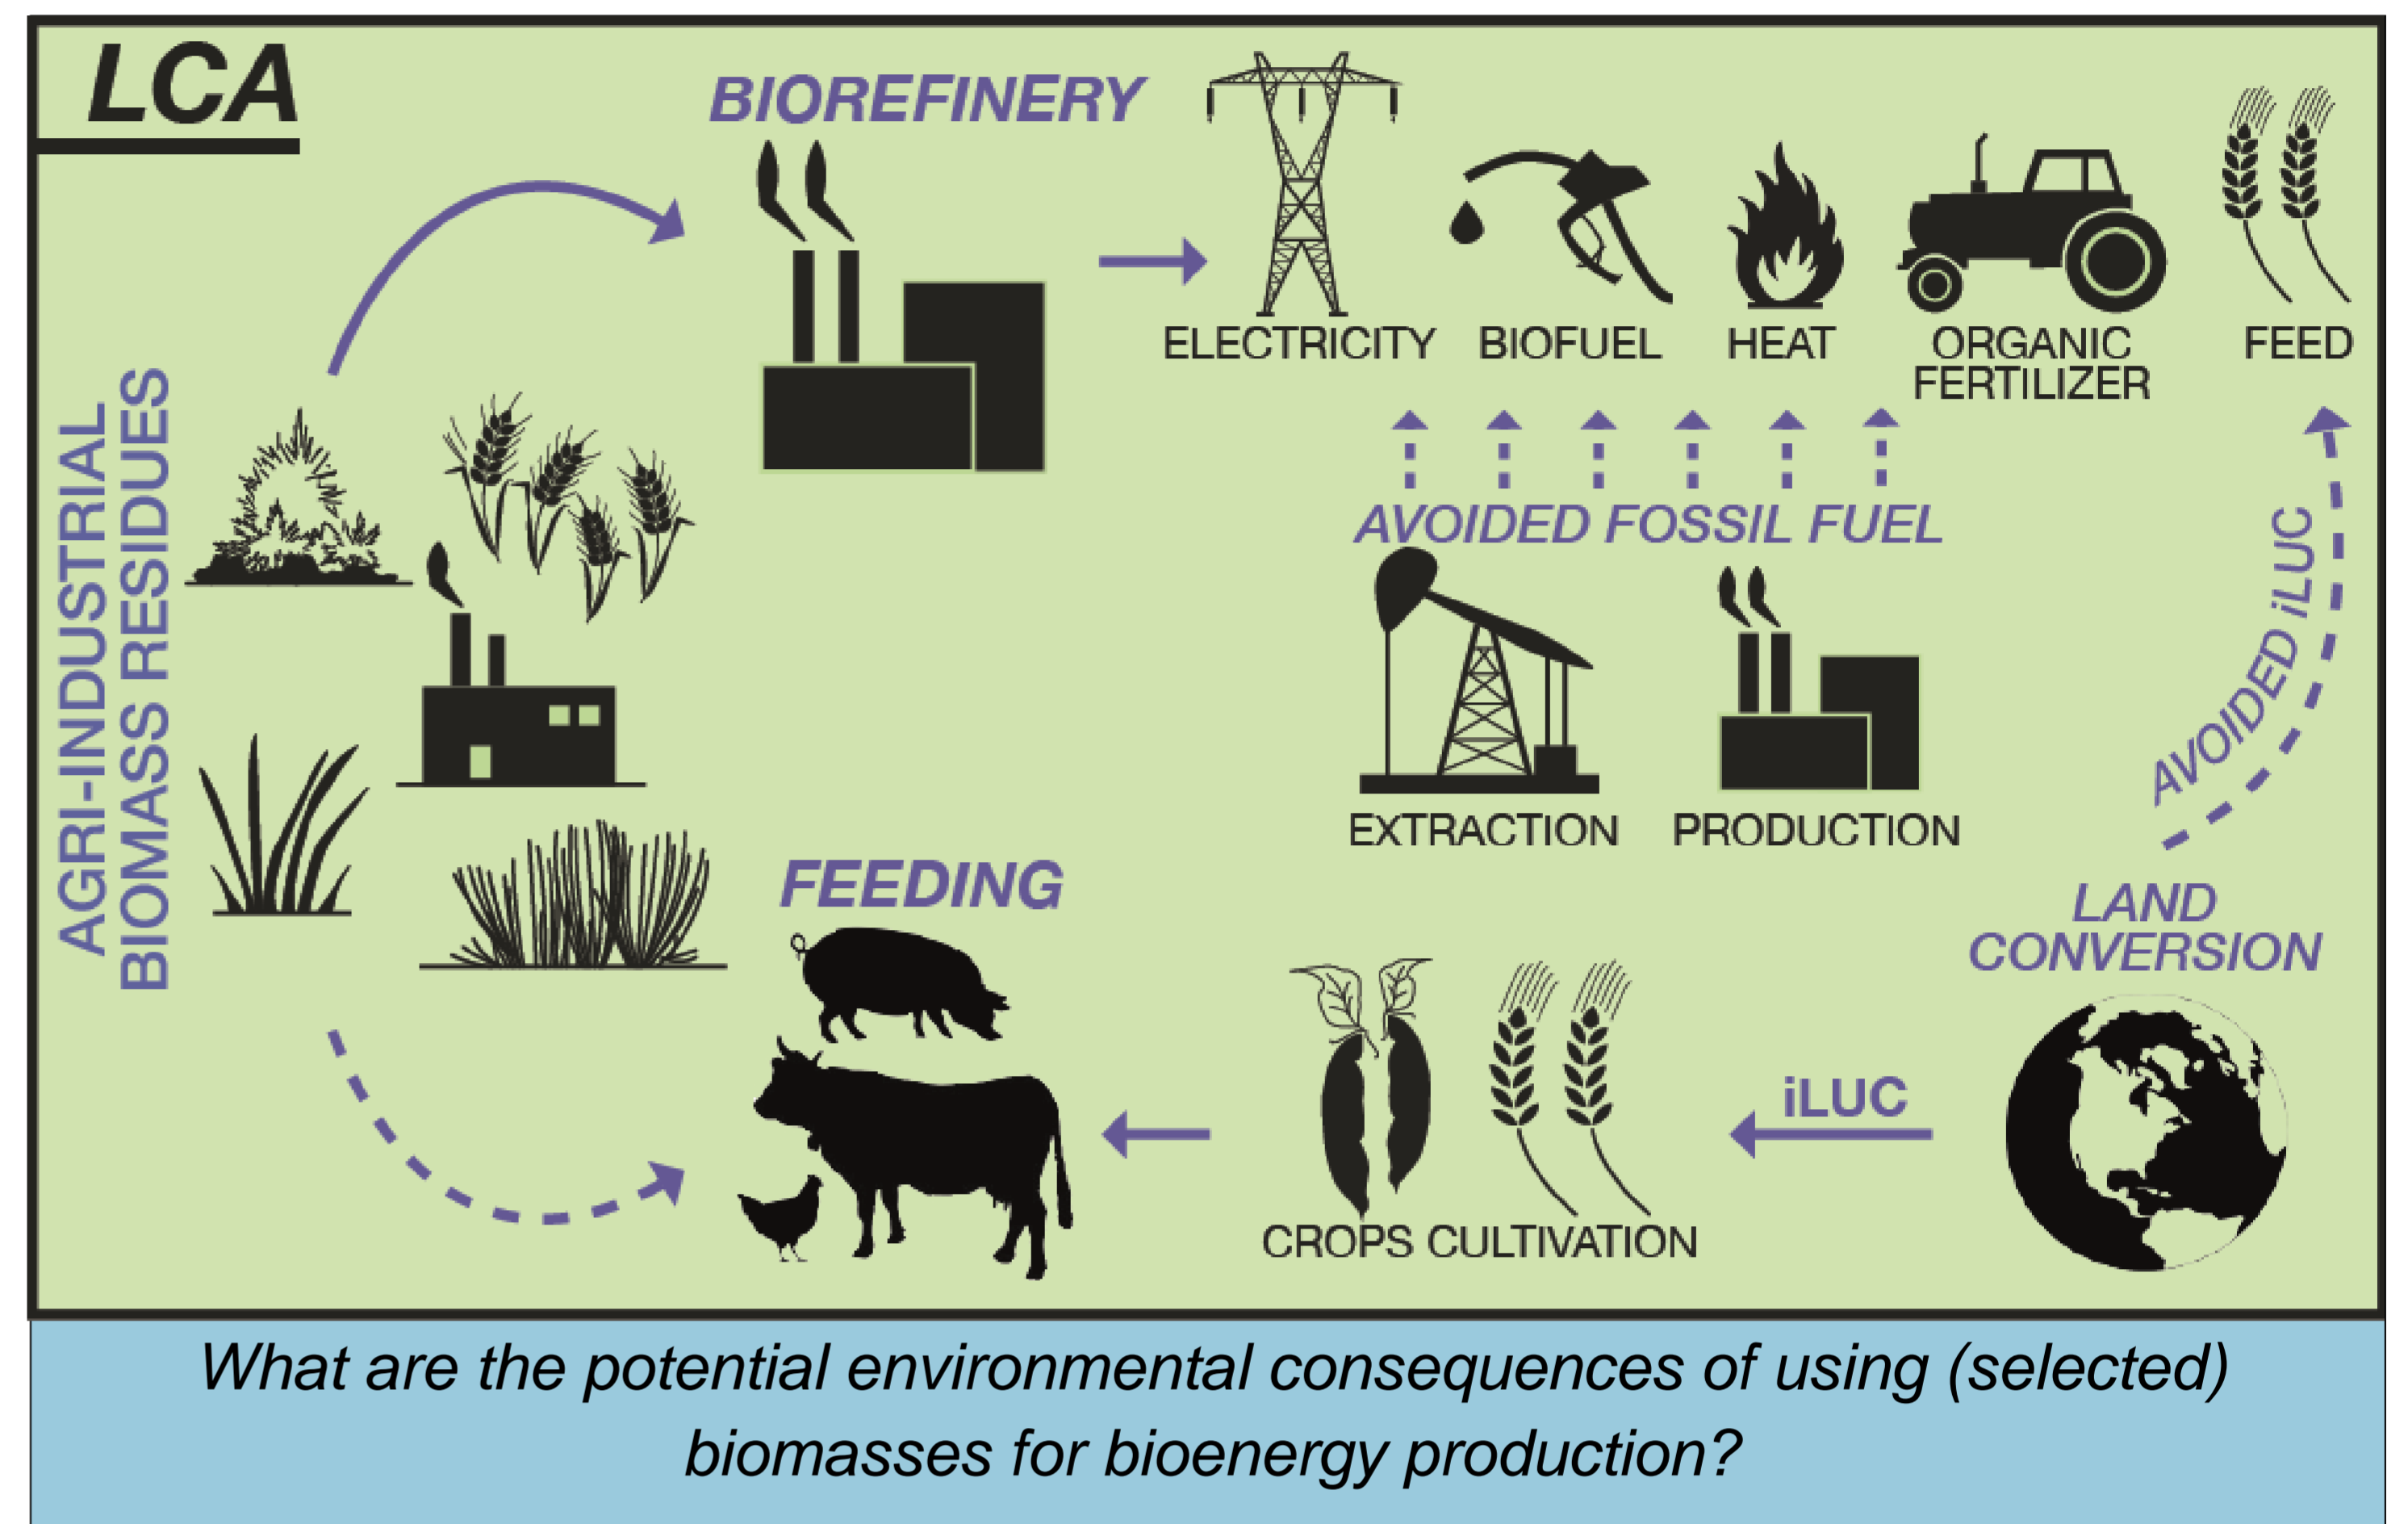 LCA
BIOREFINERY
ELECTRICITY
BIOFUEL
HEAT
ORGANIC
FERTILIZER
FEED
AGRI-INDUSTRIAL
BIOMASS RESIDUES
AVOIDED FOSSIL FUEL
EXTRACTION
PRODUCTION
AVOIDED iLUC
FEEDING
LAND
CONVERSION
iLUC
CROPS CULTIVATION
What are the potential environmental consequences of using (selected)
biomasses for bioenergy production?